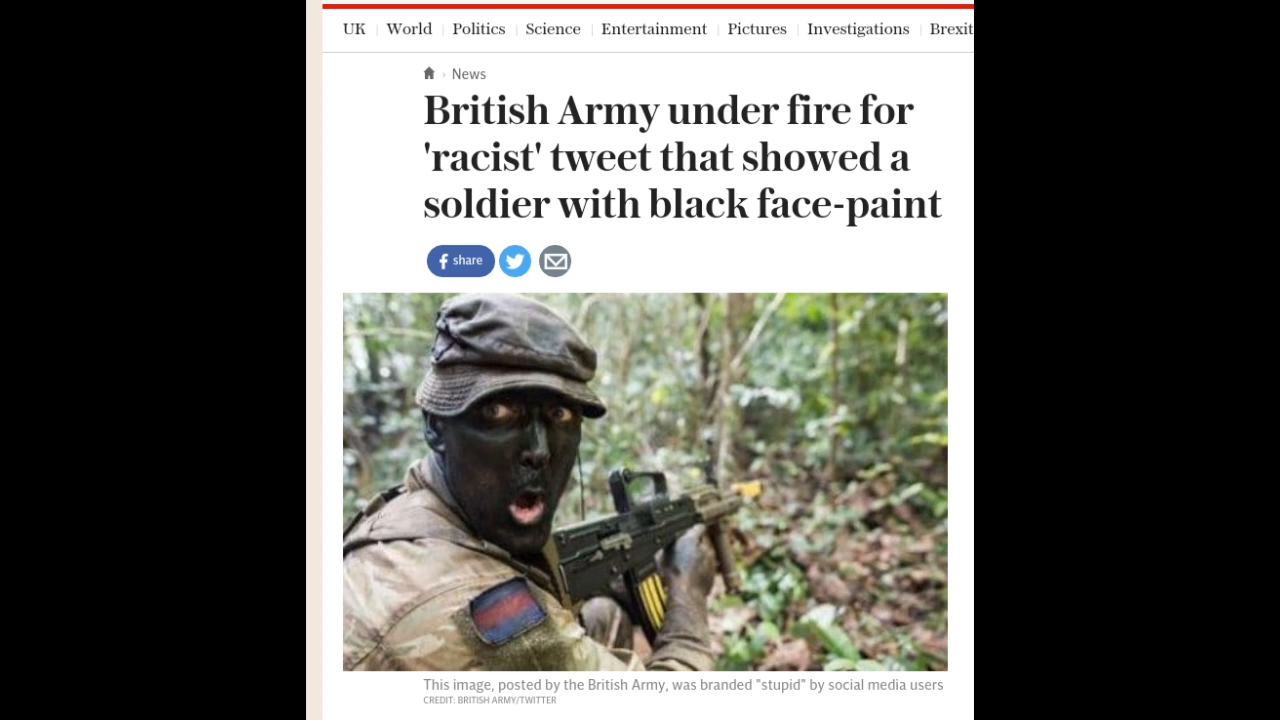 UK World Politics Science Entertainment Pictures Investigations Brexit
News
British Army under fire for
'racist' tweet that showed a
soldier with black face-paint
share
This image, posted by the British Army, was branded "stupid" by social media users
CREDIT: BRITISH ARMY/TWITTER